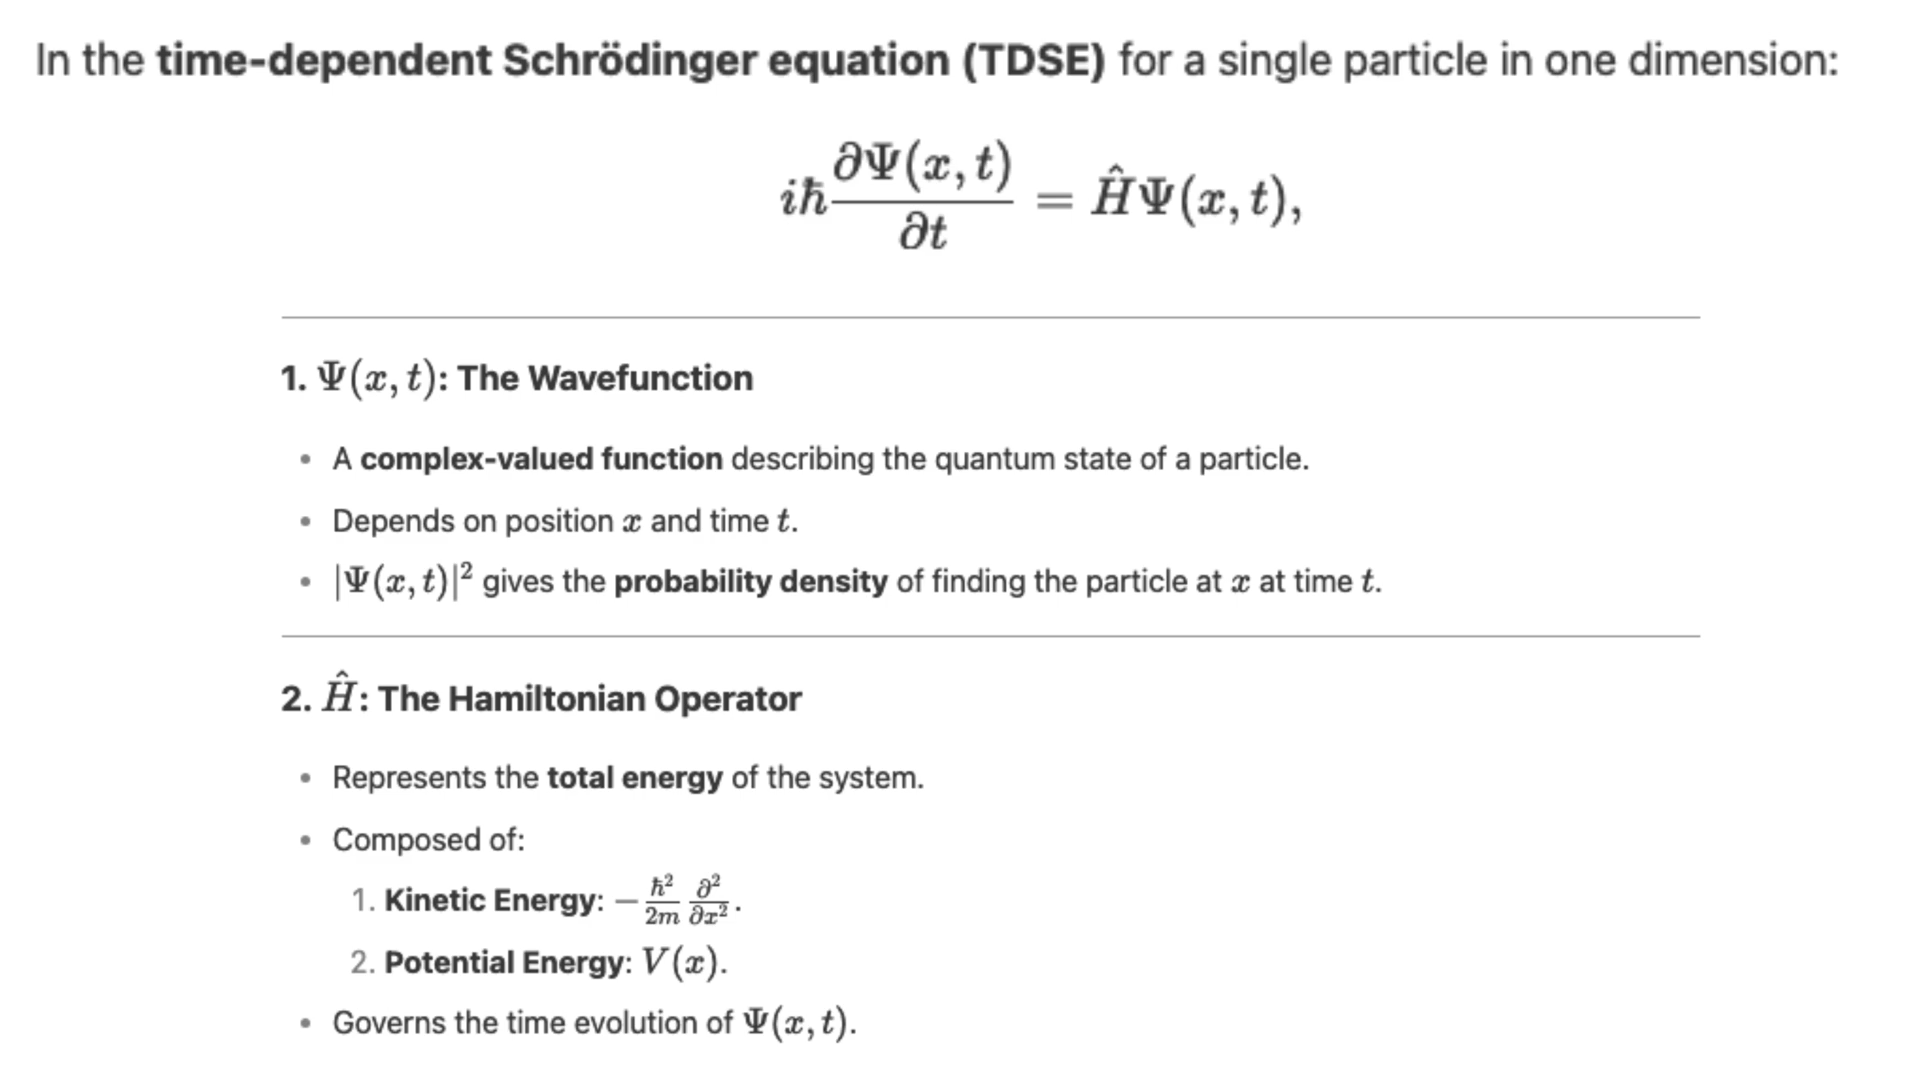 In the time-dependent Schrödinger equation (TDSE) for a single particle in one dimension:
iℏ ∂Ψ(x, t)/∂t = ĤΨ(x, t),
1. Ψ(x, t): The Wavefunction
• A complex-valued function describing the quantum state of a particle.
• Depends on position x and time t.
• |Ψ(x, t)|² gives the probability density of finding the particle at x at time t.
2. Ĥ: The Hamiltonian Operator
• Represents the total energy of the system.
• Composed of:
1. Kinetic Energy: −ℏ²/2m ∂²/∂x².
2. Potential Energy: V(x).
• Governs the time evolution of Ψ(x, t).